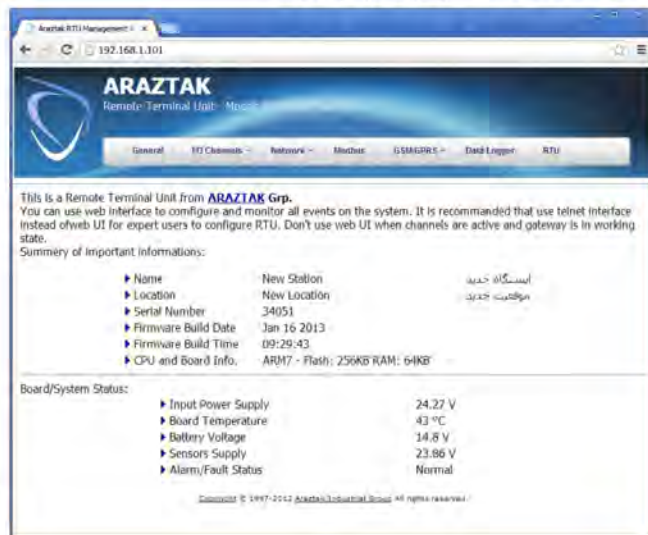 Araztak RTU Management
192.168.1.101
ARAZTAK
Remote Terminal Unit-
General I/O Channels Network Modbus GSM/GPRS Data Logger RTU
This is a Remote Terminal Unit from ARAZTAK Grp.
You can use web interface to configure and monitor all events on the system. It is recommanded that use telnet interface
instead ofweb UI for expert users to configure RTU. Don't use web UI when channels are active and gateway is in working
state.
Summery of important informations:
Name New Station ایستگاه جدید
Location New Location موقعیت جدید
Serial Number 34051
Firmware Build Date Jan 16 2013
Firmware Build Time 09:29:43
CPU and Board Info. ARM7 - Flash: 256KB RAM: 64KB
Board/System Status:
Input Power Supply 24.27 V
Board Temperature 43 °C
Battery Voltage 14.8 V
Sensors Supply 23.86 V
Alarm/Fault Status Normal
Copyright © 1997-2012 Araztak Industrial Group All rights reserved.